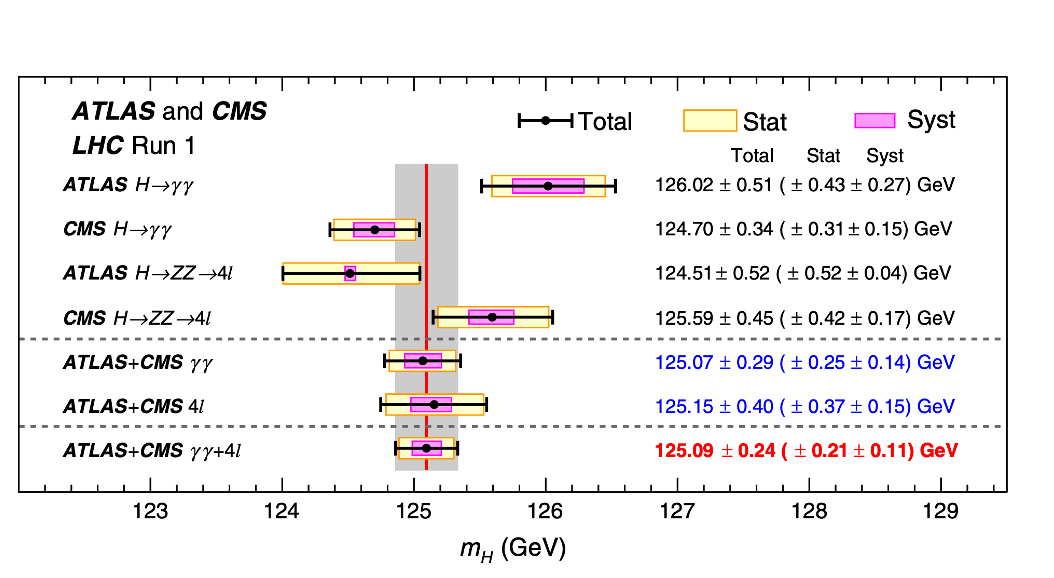 ATLAS and CMS
LHC Run 1
Total Stat Syst
Total Stat Syst
ATLAS H→γγ 126.02 ± 0.51 ( ± 0.43 ± 0.27) GeV
CMS H→γγ 124.70 ± 0.34 ( ± 0.31 ± 0.15) GeV
ATLAS H→ZZ→4l 124.51 ± 0.52 ( ± 0.52 ± 0.04) GeV
CMS H→ZZ→4l 125.59 ± 0.45 ( ± 0.42 ± 0.17) GeV
ATLAS+CMS γγ 125.07 ± 0.29 ( ± 0.25 ± 0.14) GeV
ATLAS+CMS 4l 125.15 ± 0.40 ( ± 0.37 ± 0.15) GeV
ATLAS+CMS γγ+4l 125.09 ± 0.24 ( ± 0.21 ± 0.11) GeV
123 124 125 126 127 128 129
m_H (GeV)